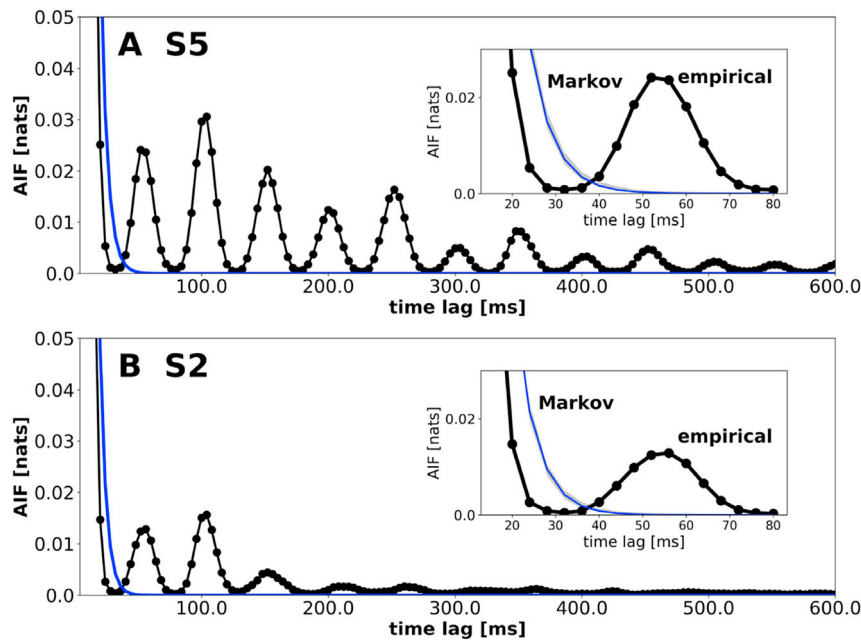 A S5
0.05
0.04
0.03
0.02
0.01
0.0
AIF [nats]
100.0 200.0 300.0 400.0 500.0 600.0
time lag [ms]
Markov
empirical
0.02
0.0
AIF [nats]
20 30 40 50 60 70 80
time lag [ms]
B S2
0.05
0.04
0.03
0.02
0.01
0.00
AIF [nats]
100.0 200.0 300.0 400.0 500.0 600.0
time lag [ms]
Markov
empirical
0.02
0.0
AIF [nats]
20 30 40 50 60 70 80
time lag [ms]